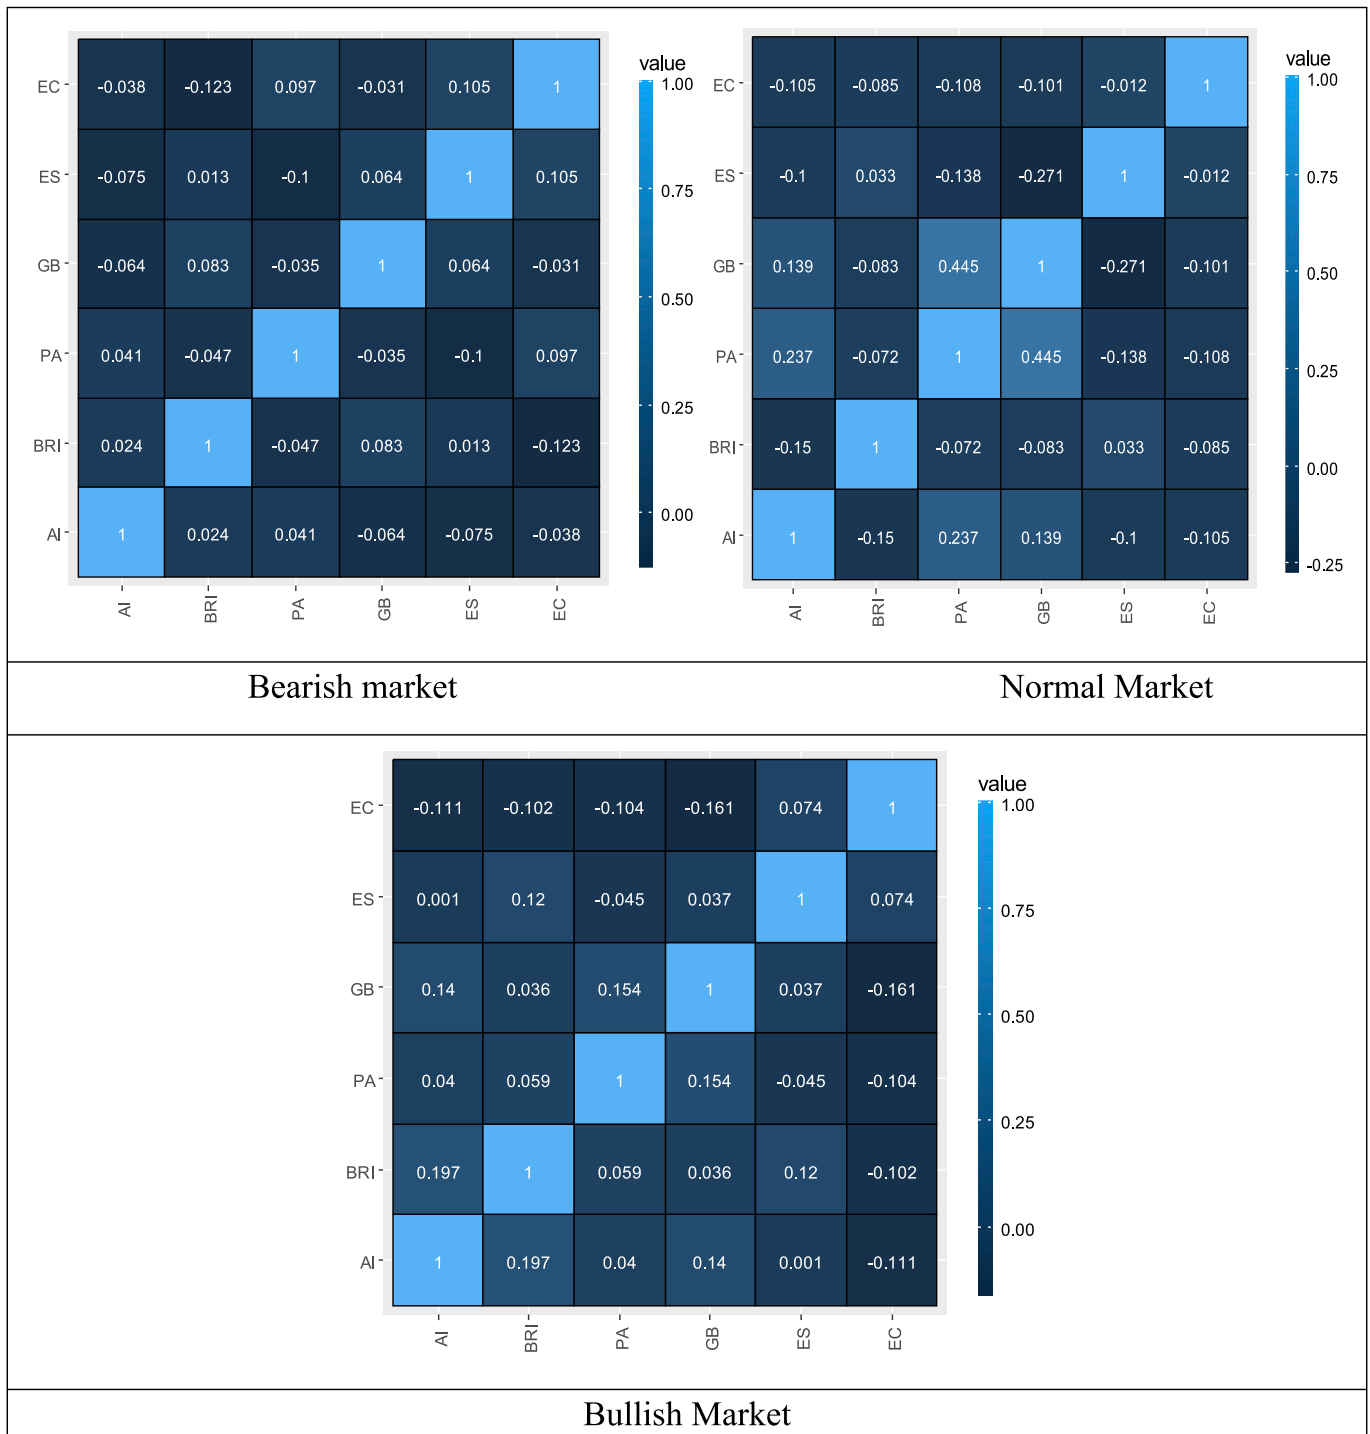 value
1.00
0.75
0.50
0.25
0.00
EC -0.038 -0.123 0.097 -0.031 0.105 1
ES -0.075 0.013 -0.1 0.064 1 0.105
GB -0.064 0.083 -0.035 1 0.064 -0.031
PA 0.041 -0.047 1 -0.035 -0.1 0.097
BRI 0.024 1 -0.047 0.083 0.013 -0.123
AI 1 0.024 0.041 -0.064 -0.075 -0.038
AI BRI PA GB ES EC
value
1.00
0.75
0.50
0.25
0.00
-0.25
EC -0.105 -0.085 -0.108 -0.101 -0.012 1
ES -0.1 0.033 -0.138 -0.271 1 -0.012
GB 0.139 -0.083 0.445 1 -0.271 -0.101
PA 0.237 -0.072 1 0.445 -0.138 -0.108
BRI -0.15 1 -0.072 -0.083 0.033 -0.085
AI 1 -0.15 0.237 0.139 -0.1 -0.105
AI BRI PA GB ES EC
Bearish market
Normal Market
value
1.00
0.75
0.50
0.25
0.00
EC -0.111 -0.102 -0.104 -0.161 0.074 1
ES 0.001 0.12 -0.045 0.037 1 0.074
GB 0.14 0.036 0.154 1 0.037 -0.161
PA 0.04 0.059 1 0.154 -0.045 -0.104
BRI 0.197 1 0.059 0.036 0.12 -0.102
AI 1 0.197 0.04 0.14 0.001 -0.111
AI BRI PA GB ES EC
Bullish Market